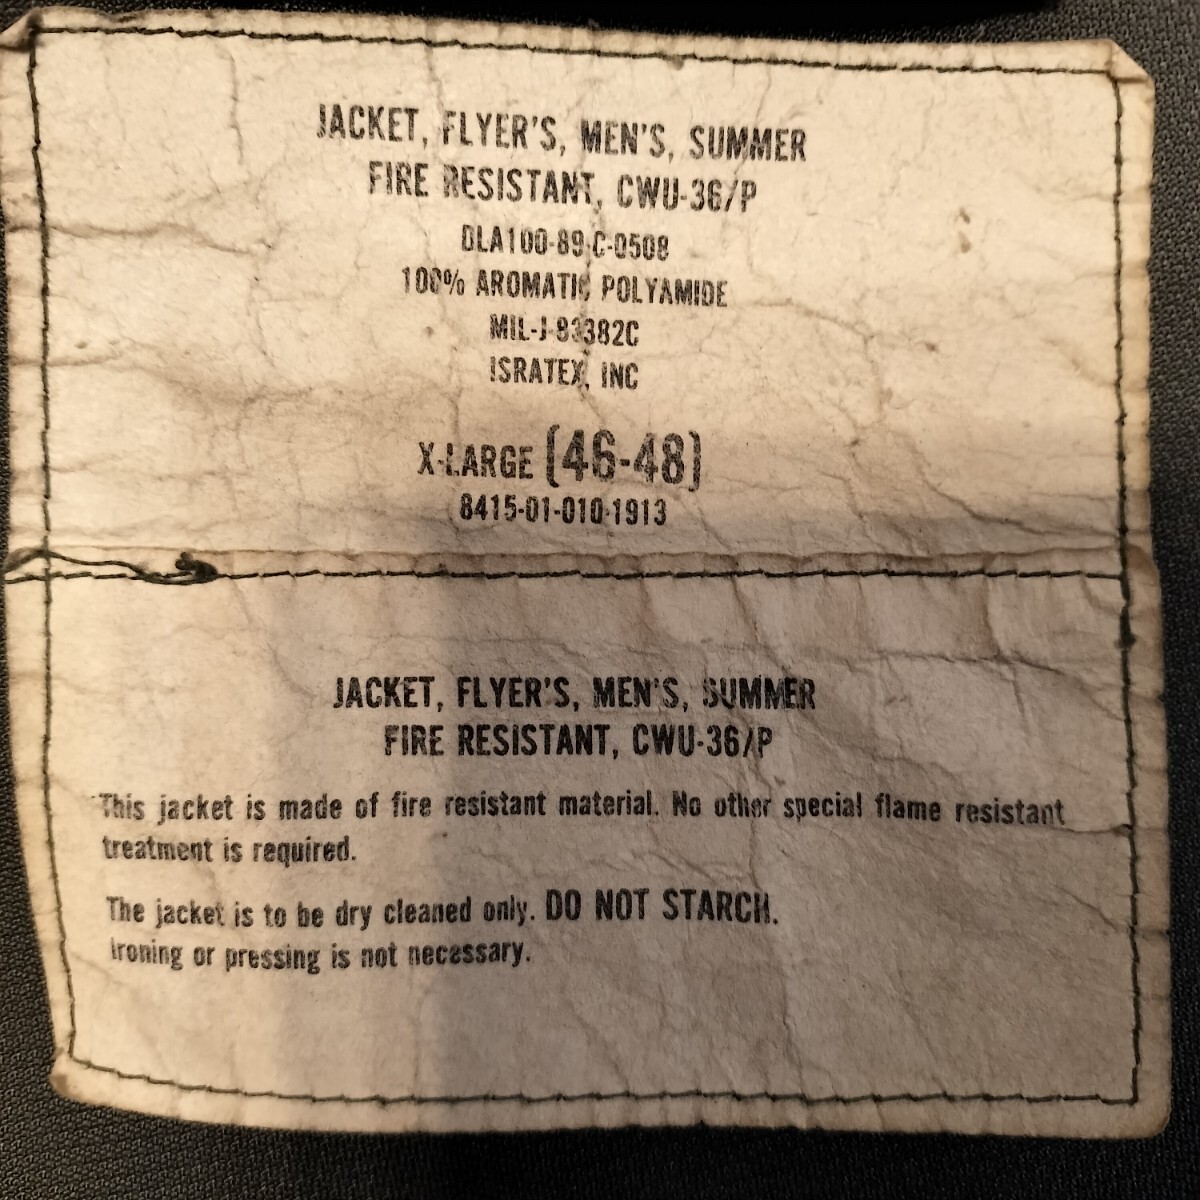 JACKET, FLYER'S, MEN'S, SUMMER
FIRE RESISTANT, CWU-36/P
DLA100-89-C-0508
100% AROMATIC POLYAMIDE
MIL-J-83382C
ISRATEX, INC
X-LARGE (46-48)
8415-01-010-1913
JACKET, FLYER'S, MEN'S, SUMMER
FIRE RESISTANT, CWU-36/P
This jacket is made of fire resistant material. No other special flame resistant
treatment is required.
The jacket is to be dry cleaned only. DO NOT STARCH.
Ironing or pressing is not necessary.